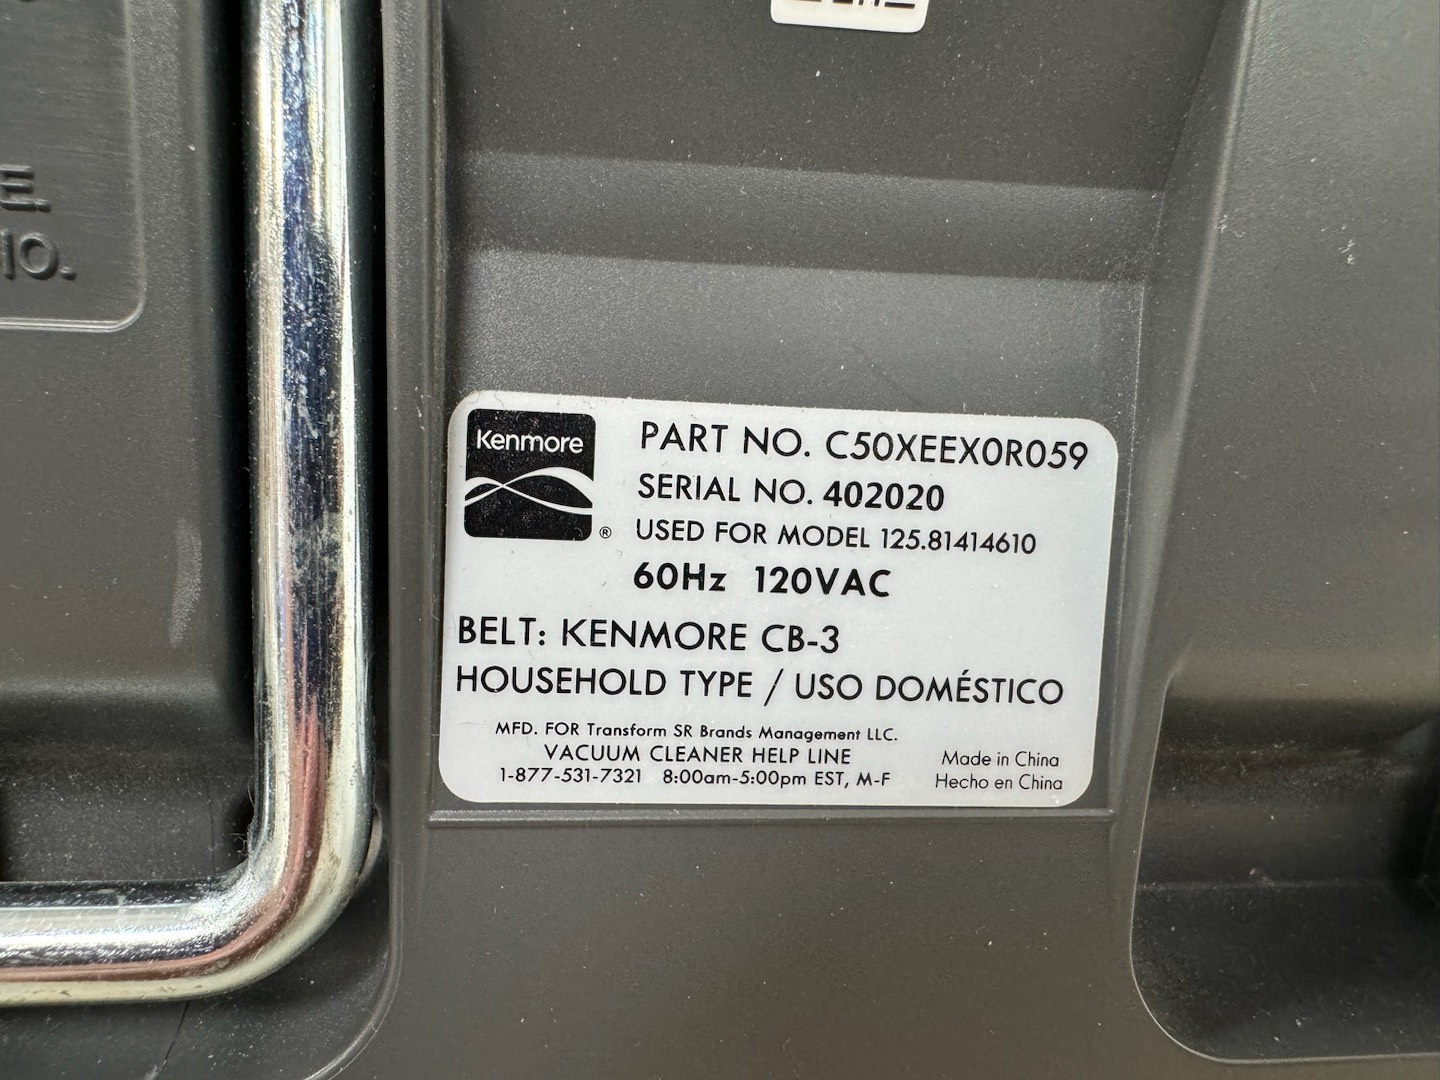 E.
IO.
Kenmore
®
PART NO. C50XEEX0R059
SERIAL NO. 402020
USED FOR MODEL 125.81414610
60Hz 120VAC
BELT: KENMORE CB-3
HOUSEHOLD TYPE / USO DOMÉSTICO
MFD. FOR Transform SR Brands Management LLC.
VACUUM CLEANER HELP LINE
1-877-531-7321 8:00am-5:00pm EST, M-F
Made in China
Hecho en China